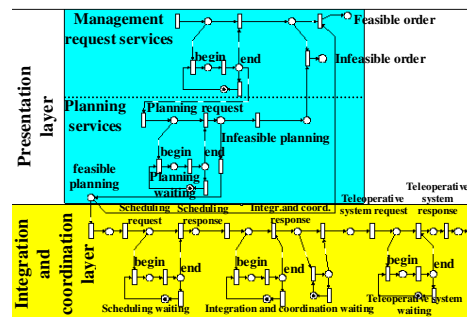 Management
request services
Feasible order
begin
end
Infeasible order
Presentation
layer
Planning
services
Planning request
Infeasible planning
begin
end
Planning
waiting
feasible
planning
Teleoperative
system request
Teleoperative
system
response
Scheduling
request
Scheduling
response
Integr.and coord.
response
Integration
and
coordination
layer
begin
end
begin
end
begin
end
Scheduling waiting
Integration and coordination waiting
Teleoperative system
waiting